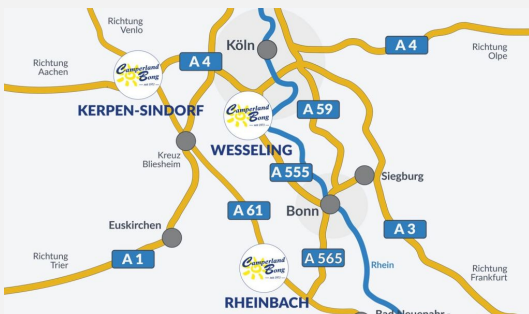 Richtung
Venlo
Köln
A 4
Richtung
Olpe
Richtung
Aachen
A 4
Camperland
Bong
KERPEN-SINDORF
A 59
Camperland
Bong
WESSELING
Kreuz
Bliesheim
A 555
Siegburg
A 61
Bonn
Euskirchen
A 3
Richtung
Trier
A 1
Camperland
Bong
A 565
Rhein
Richtung
Frankfurt
RHEINBACH